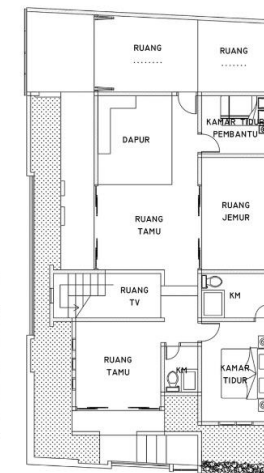 RUANG
........
RUANG
......
DAPUR
KAMAR TIDUR
PEMBANTU
RUANG
TAMU
RUANG
JEMUR
RUANG
TV
KM
RUANG
TAMU
KM
KAMAR
TIDUR